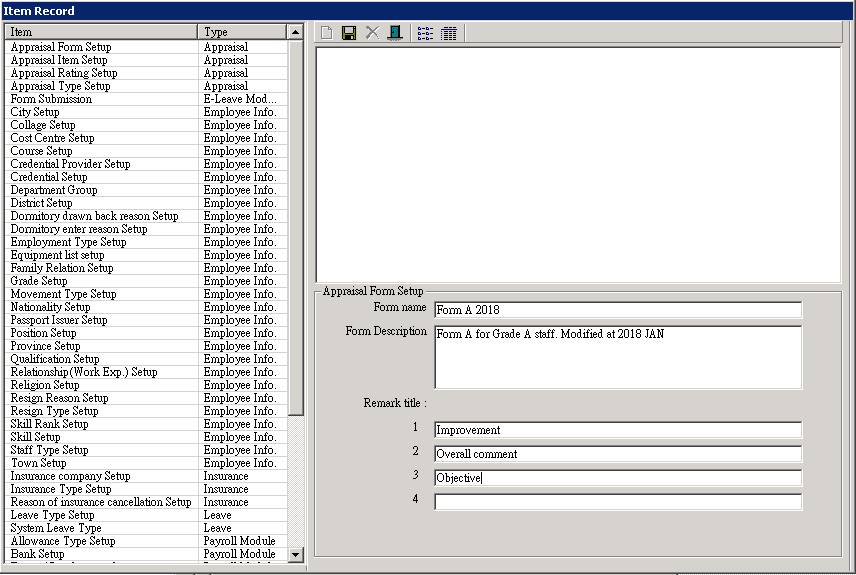 Item Record
Item Type
Appraisal Form Setup Appraisal
Appraisal Item Setup Appraisal
Appraisal Rating Setup Appraisal
Appraisal Type Setup Appraisal
Form Submission E-Leave Mod...
City Setup Employee Info.
Collage Setup Employee Info.
Cost Centre Setup Employee Info.
Course Setup Employee Info.
Credential Provider Setup Employee Info.
Credential Setup Employee Info.
Department Group Employee Info.
District Setup Employee Info.
Dormitory drawn back reason Setup Employee Info.
Dormitory enter reason Setup Employee Info.
Employment Type Setup Employee Info.
Equipment list setup Employee Info.
Family Relation Setup Employee Info.
Grade Setup Employee Info.
Movement Type Setup Employee Info.
Nationality Setup Employee Info.
Passport Issuer Setup Employee Info.
Position Setup Employee Info.
Province Setup Employee Info.
Qualification Setup Employee Info.
Relationship(Work Exp.) Setup Employee Info.
Religion Setup Employee Info.
Resign Reason Setup Employee Info.
Resign Type Setup Employee Info.
Skill Rank Setup Employee Info.
Skill Setup Employee Info.
Staff Type Setup Employee Info.
Town Setup Employee Info.
Insurance company Setup Insurance
Insurance Type Setup Insurance
Reason of insurance cancellation Setup Insurance
Leave Type Setup Leave
System Leave Type Leave
Allowance Type Setup Payroll Module
Bank Setup Payroll Module
Appraisal Form Setup
Form name Form A 2018
Form Description Form A for Grade A staff. Modified at 2018 JAN
Remark title :
1 Improvement
2 Overall comment
3 Objective
4